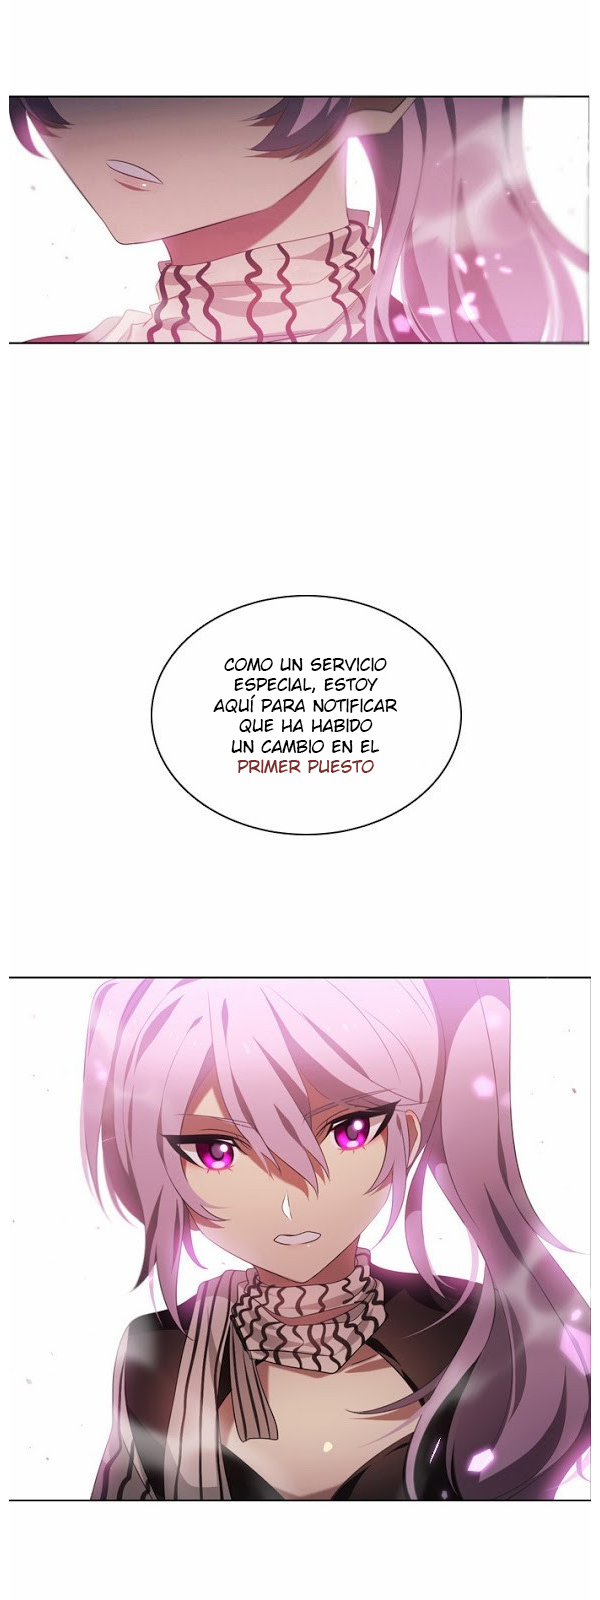 COMO UN SERVICIO
ESPECIAL, ESTOY
AQUÍ PARA NOTIFICAR
QUE HA HABIDO
UN CAMBIO EN EL
PRIMER PUESTO